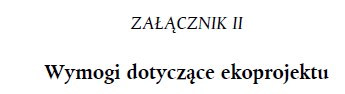 ZAŁĄCZNIK II
Wymogi dotyczące ekoprojektu